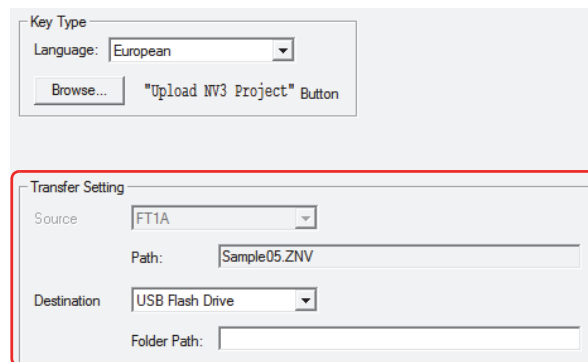 Key Type
Language: European
Browse... "Upload NV3 Project" Button
Transfer Setting
Source FT1A
Path: Sample05.ZNV
Destination USB Flash Drive
Folder Path: